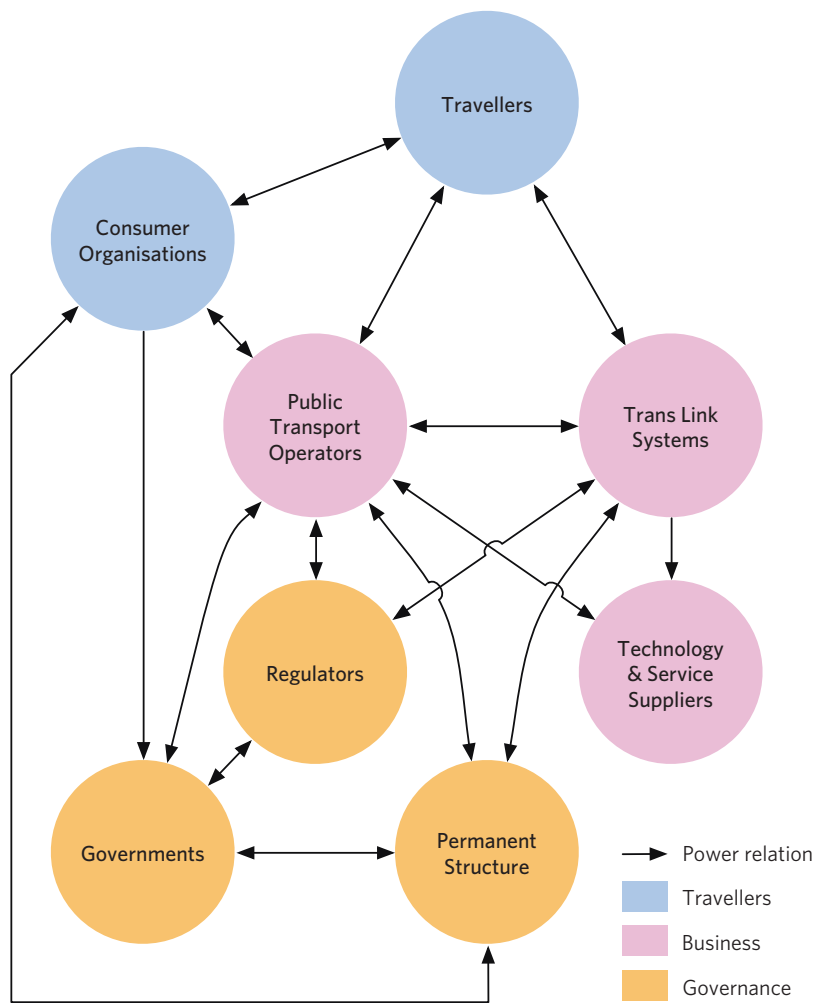 Travellers
Consumer
Organisations
Public
Transport
Operators
Trans Link
Systems
Regulators
Technology
& Service
Suppliers
Governments
Permanent
Structure
Power relation
Travellers
Business
Governance